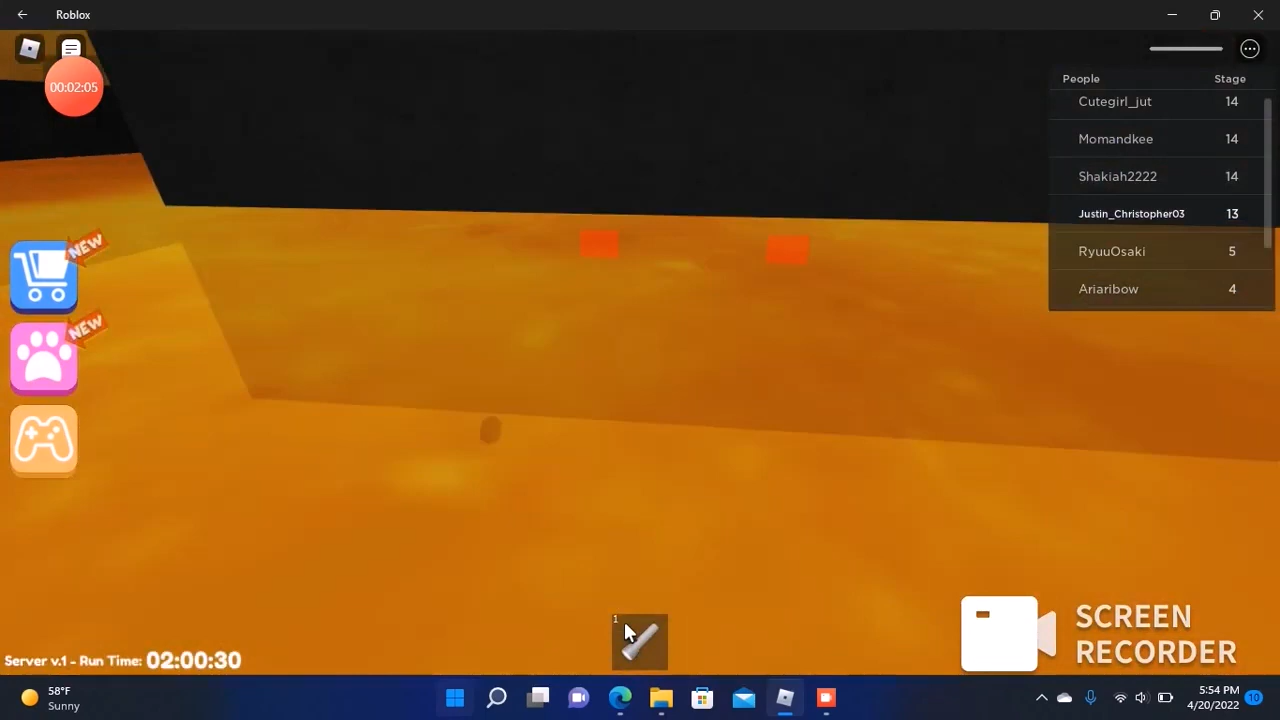 Roblox
00:02:05
People Stage
Cutegirl_jut 14
Momandkee 14
Shakiah2222 14
Justin_Christopher03 13
RyuuOsaki 5
Ariaribow 4
NEW
NEW
1
SCREEN
RECORDER
Server v.1 - Run Time: 02:00:30
58°F
Sunny
5:54 PM
4/20/2022
10